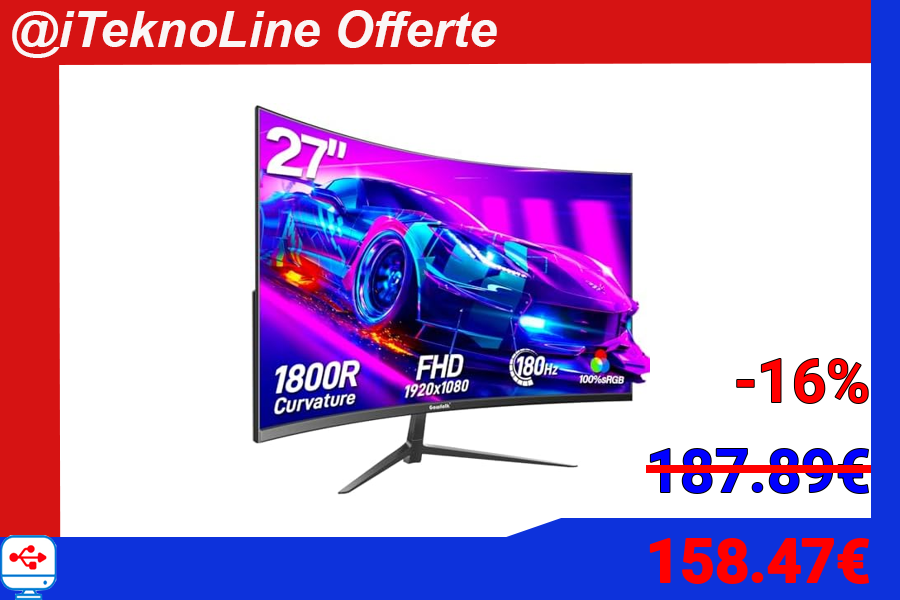 @iTeknoLine Offerte
27"
1800R
Curvature
FHD
1920x1080
180Hz
100%sRGB
-16%
187.89€
158.47€